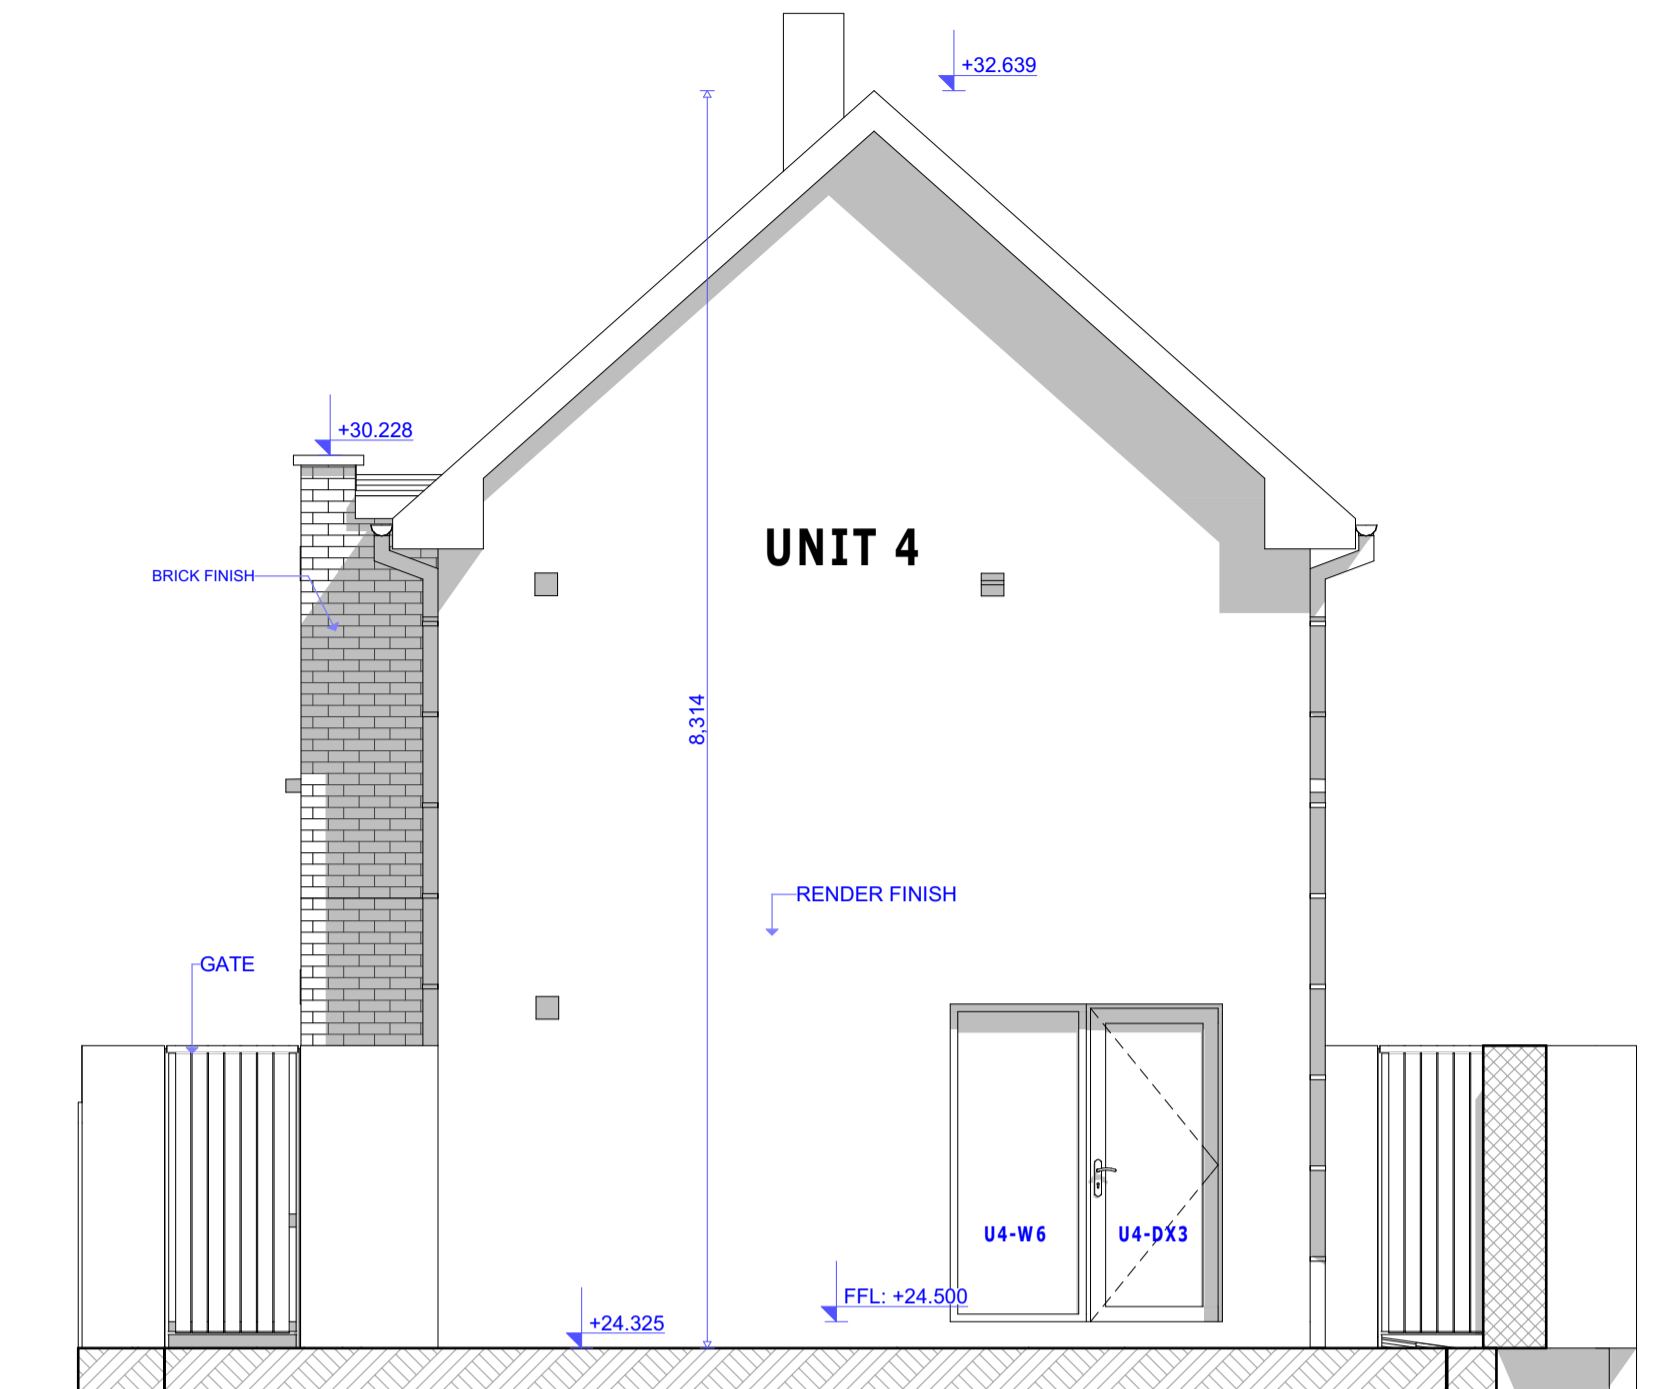 +32.639
+30.228
UNIT 4
BRICK FINISH
8,314
RENDER FINISH
GATE
U4-W6
U4-DX3
FFL: +24.500
+24.325